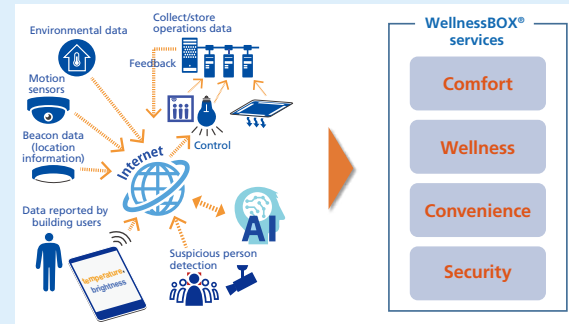 Environmental data
Collect/store
operations data
Feedback
Motion
sensors
Beacon data
(location
information)
Control
Internet
Data reported by
building users
temperature,
brightness
AI
Suspicious person
detection
WellnessBOX®
services
Comfort
Wellness
Convenience
Security